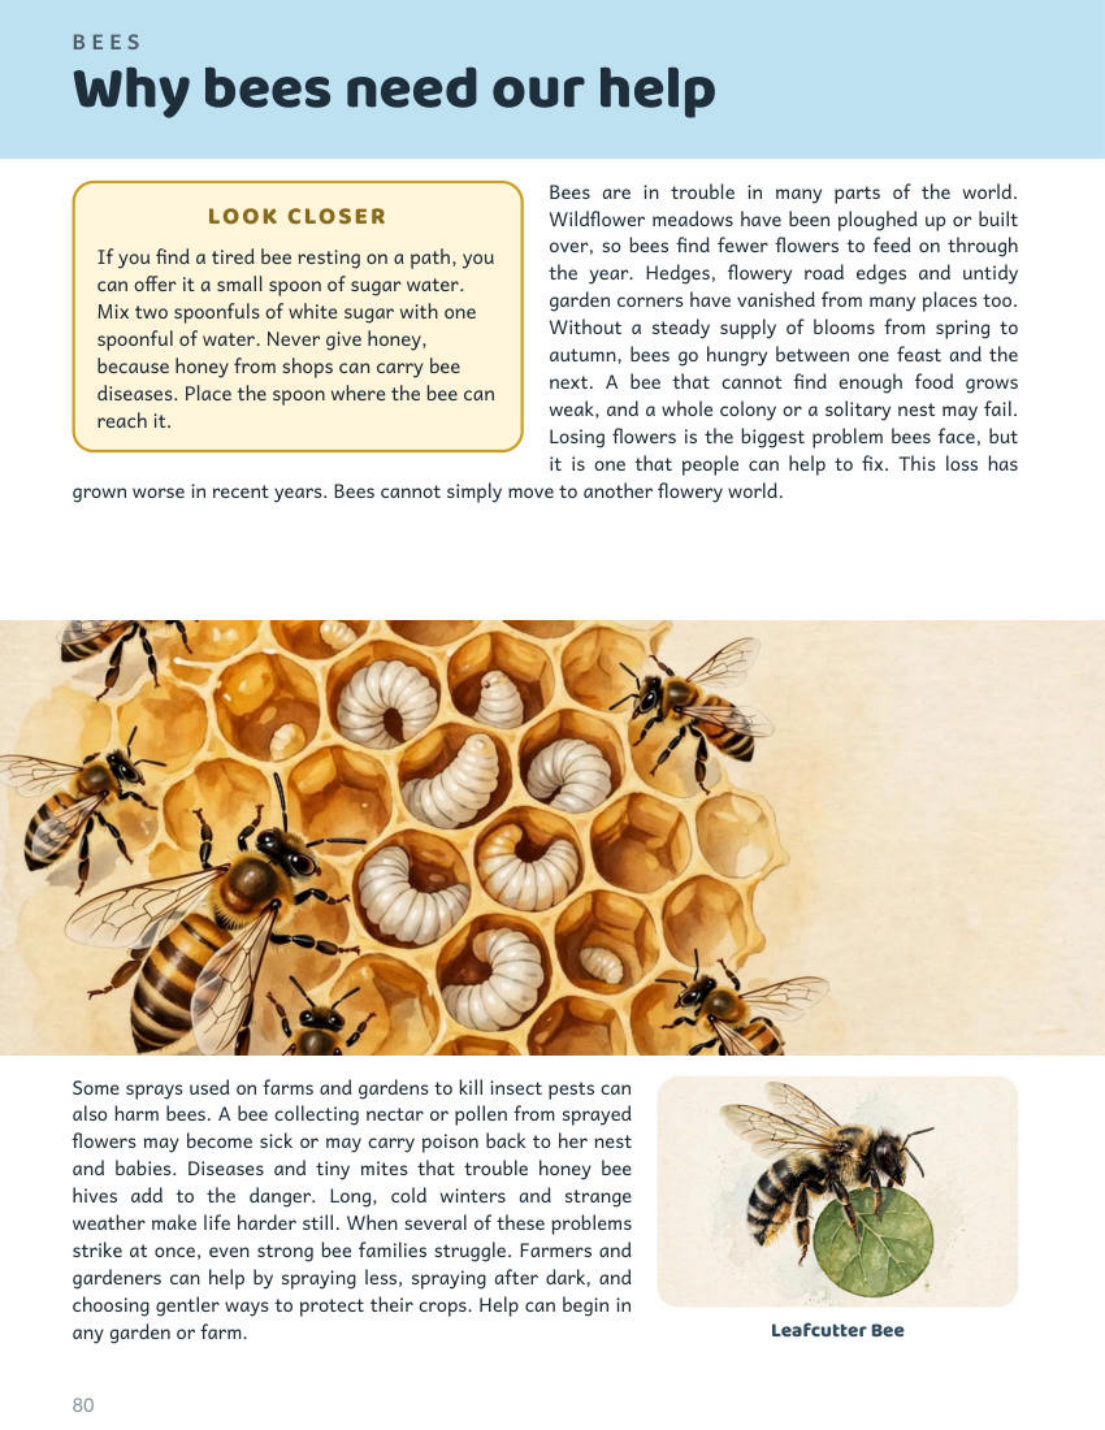 BEES
Why bees need our help
LOOK CLOSER
If you find a tired bee resting on a path, you
can offer it a small spoon of sugar water.
Mix two spoonfuls of white sugar with one
spoonful of water. Never give honey,
because honey from shops can carry bee
diseases. Place the spoon where the bee can
reach it.
Bees are in trouble in many parts of the world.
Wildflower meadows have been ploughed up or built
over, so bees find fewer flowers to feed on through
the year. Hedges, flowery road edges and untidy
garden corners have vanished from many places too.
Without a steady supply of blooms from spring to
autumn, bees go hungry between one feast and the
next. A bee that cannot find enough food grows
weak, and a whole colony or a solitary nest may fail.
Losing flowers is the biggest problem bees face, but
it is one that people can help to fix. This loss has
grown worse in recent years. Bees cannot simply move to another flowery world.
Some sprays used on farms and gardens to kill insect pests can
also harm bees. A bee collecting nectar or pollen from sprayed
flowers may become sick or may carry poison back to her nest
and babies. Diseases and tiny mites that trouble honey bee
hives add to the danger. Long, cold winters and strange
weather make life harder still. When several of these problems
strike at once, even strong bee families struggle. Farmers and
gardeners can help by spraying less, spraying after dark, and
choosing gentler ways to protect their crops. Help can begin in
any garden or farm.
Leafcutter Bee
80